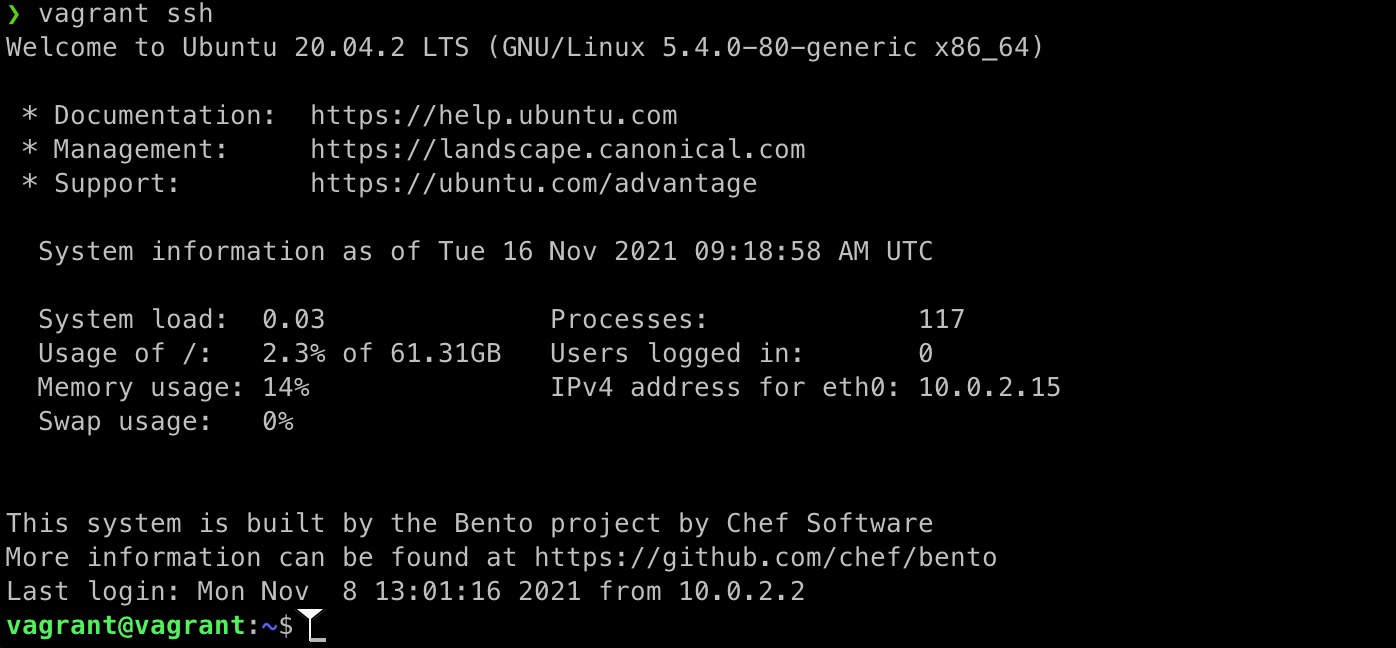 ❯ vagrant ssh
Welcome to Ubuntu 20.04.2 LTS (GNU/Linux 5.4.0-80-generic x86_64)
* Documentation:  https://help.ubuntu.com
* Management:     https://landscape.canonical.com
* Support:        https://ubuntu.com/advantage
System information as of Tue 16 Nov 2021 09:18:58 AM UTC
System load:  0.03              Processes:             117
Usage of /:   2.3% of 61.31GB   Users logged in:       0
Memory usage: 14%               IPv4 address for eth0: 10.0.2.15
Swap usage:   0%
This system is built by the Bento project by Chef Software
More information can be found at https://github.com/chef/bento
Last login: Mon Nov  8 13:01:16 2021 from 10.0.2.2
vagrant@vagrant:~$